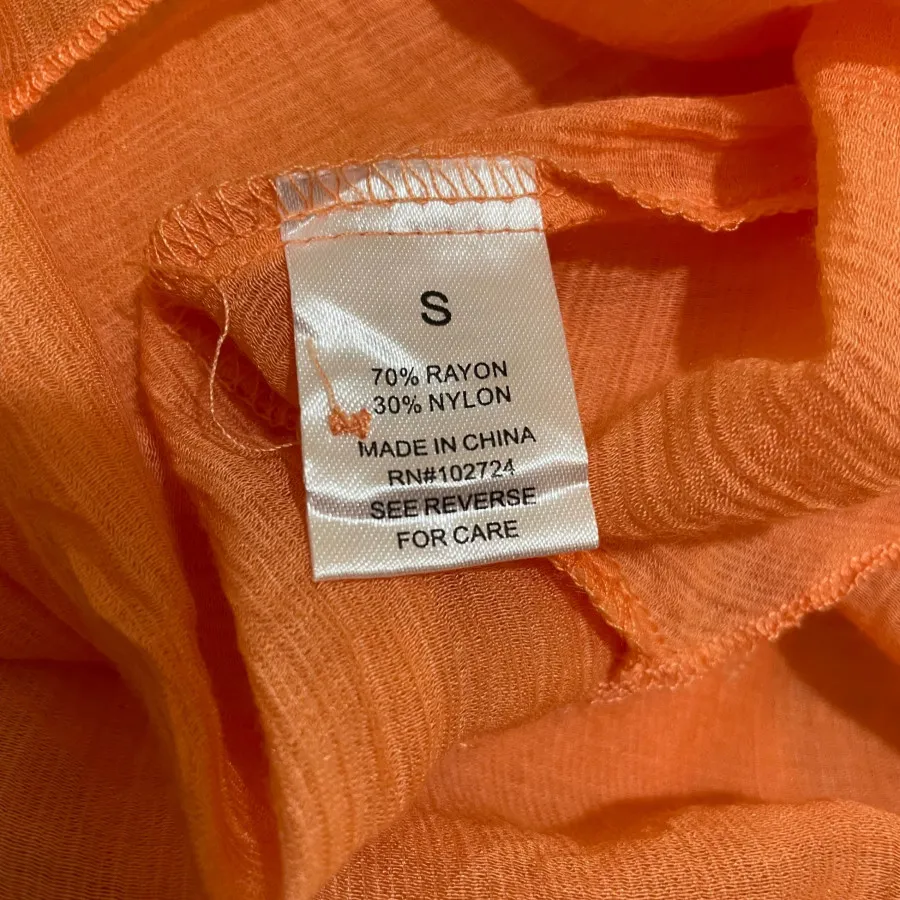 S
70% RAYON
30% NYLON
MADE IN CHINA
RN#102724
SEE REVERSE
FOR CARE